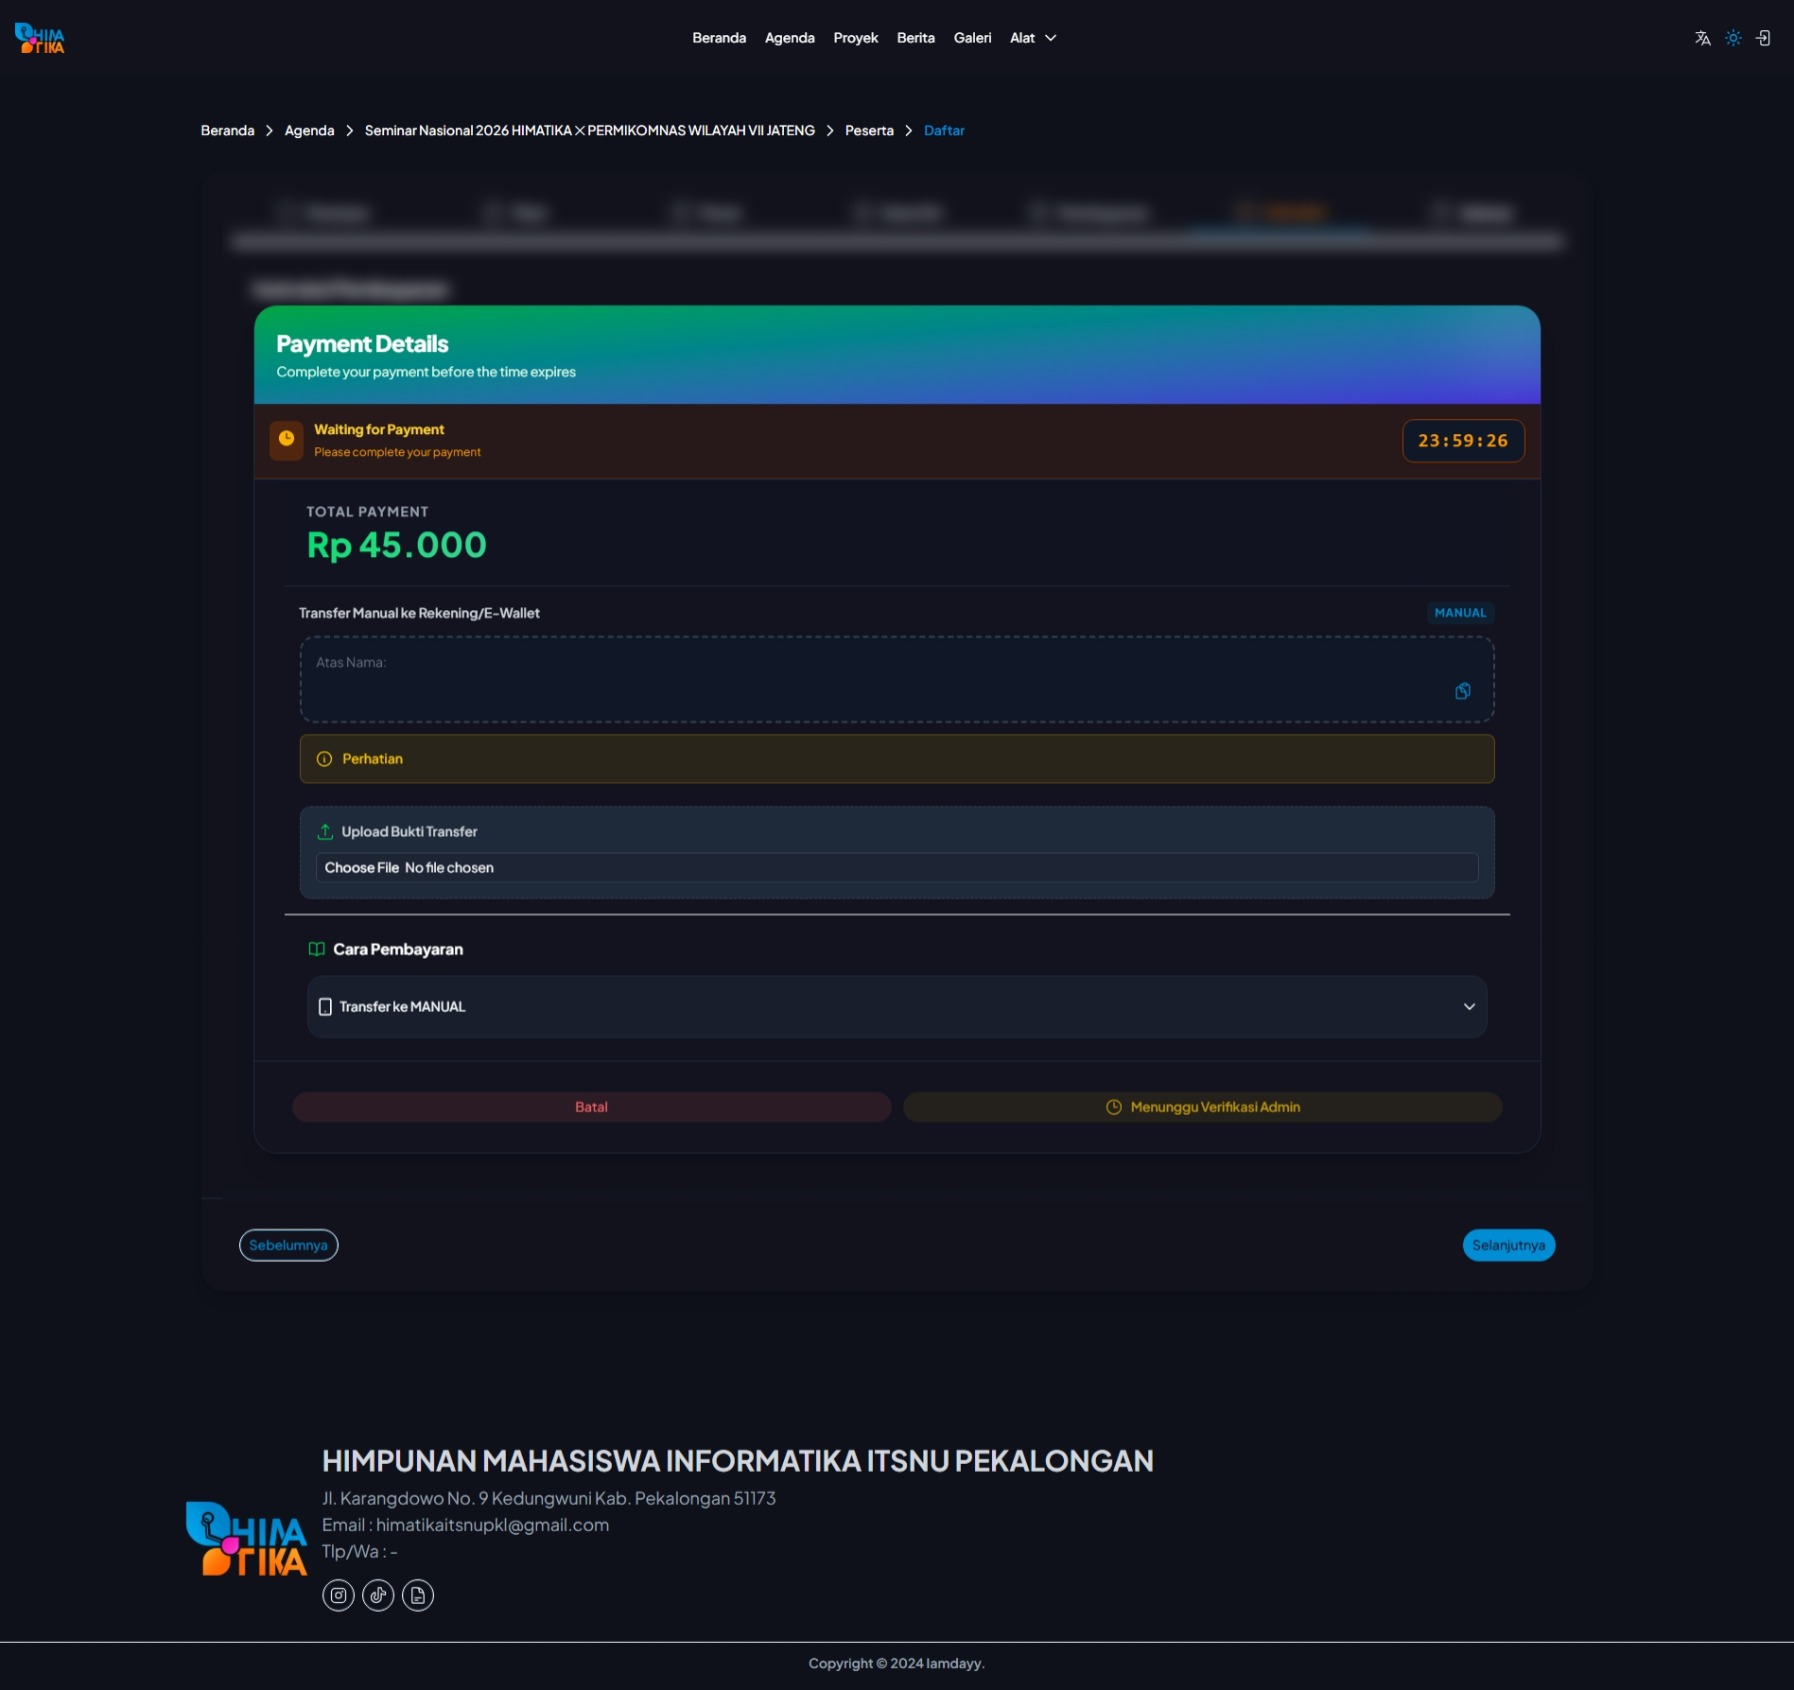 HIMA
TIKA
Beranda
Agenda
Proyek
Berita
Galeri
Alat
Beranda > Agenda > Seminar Nasional 2026 HIMATIKA X PERMIKOMNAS WILAYAH VII JATENG > Peserta > Daftar
Payment Details
Complete your payment before the time expires
Waiting for Payment
Please complete your payment
23:59:26
TOTAL PAYMENT
Rp 45.000
Transfer Manual ke Rekening/E-Wallet
MANUAL
Atas Nama:
Perhatian
Upload Bukti Transfer
Choose File No file chosen
Cara Pembayaran
Transfer ke MANUAL
Batal
Menunggu Verifikasi Admin
Sebelumnya
Selanjutnya
HIMPUNAN MAHASISWA INFORMATIKA ITSNU PEKALONGAN
Jl. Karangdowo No. 9 Kedungwuni Kab. Pekalongan 51173
Email : himatikaitsnupkl@gmail.com
Tlp/Wa : -
HIMA
TIKA
Copyright © 2024 Iamdayy.